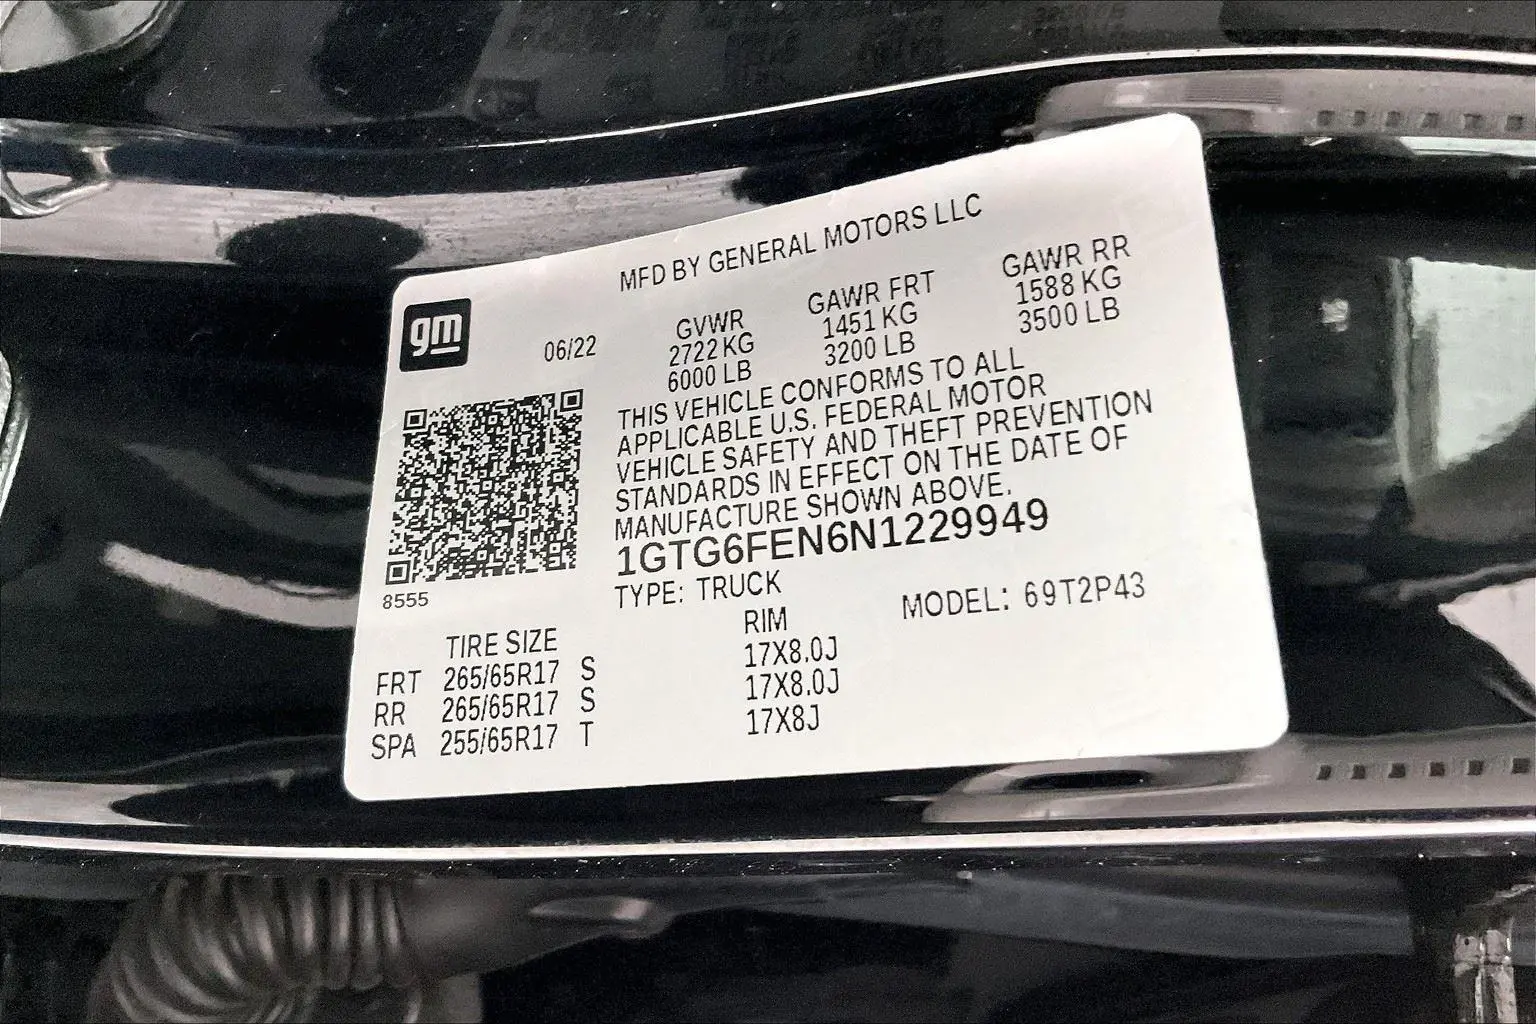 MFD BY GENERAL MOTORS LLC
gm
06/22
GVWR GAWR FRT GAWR RR
2722 KG 1451 KG 1588 KG
6000 LB 3200 LB 3500 LB
THIS VEHICLE CONFORMS TO ALL
APPLICABLE U.S. FEDERAL MOTOR
VEHICLE SAFETY AND THEFT PREVENTION
STANDARDS IN EFFECT ON THE DATE OF
MANUFACTURE SHOWN ABOVE.
1GTG6FEN6N1229949
8555
TYPE: TRUCK MODEL: 69T2P43
TIRE SIZE RIM
FRT 265/65R17 S 17X8.0J
RR 265/65R17 S 17X8.0J
SPA 255/65R17 T 17X8J